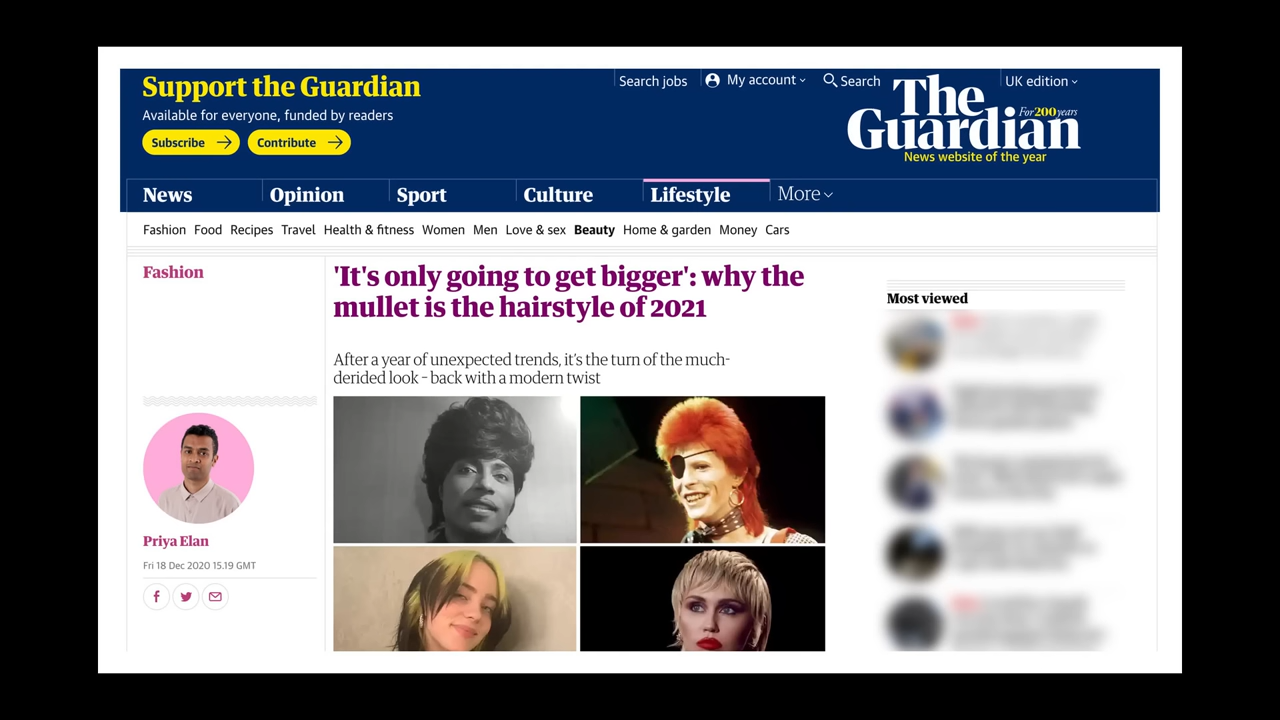 Support the Guardian
Available for everyone, funded by readers
Subscribe
Contribute
Search jobs
My account
Search
UK edition
The
Guardian
For 200 years
News website of the year
News
Opinion
Sport
Culture
Lifestyle
More
Fashion Food Recipes Travel Health & fitness Women Men Love & sex Beauty Home & garden Money Cars
Fashion
'It's only going to get bigger': why the
mullet is the hairstyle of 2021
After a year of unexpected trends, it's the turn of the much-
derided look – back with a modern twist
Priya Elan
Fri 18 Dec 2020 15.19 GMT
Most viewed